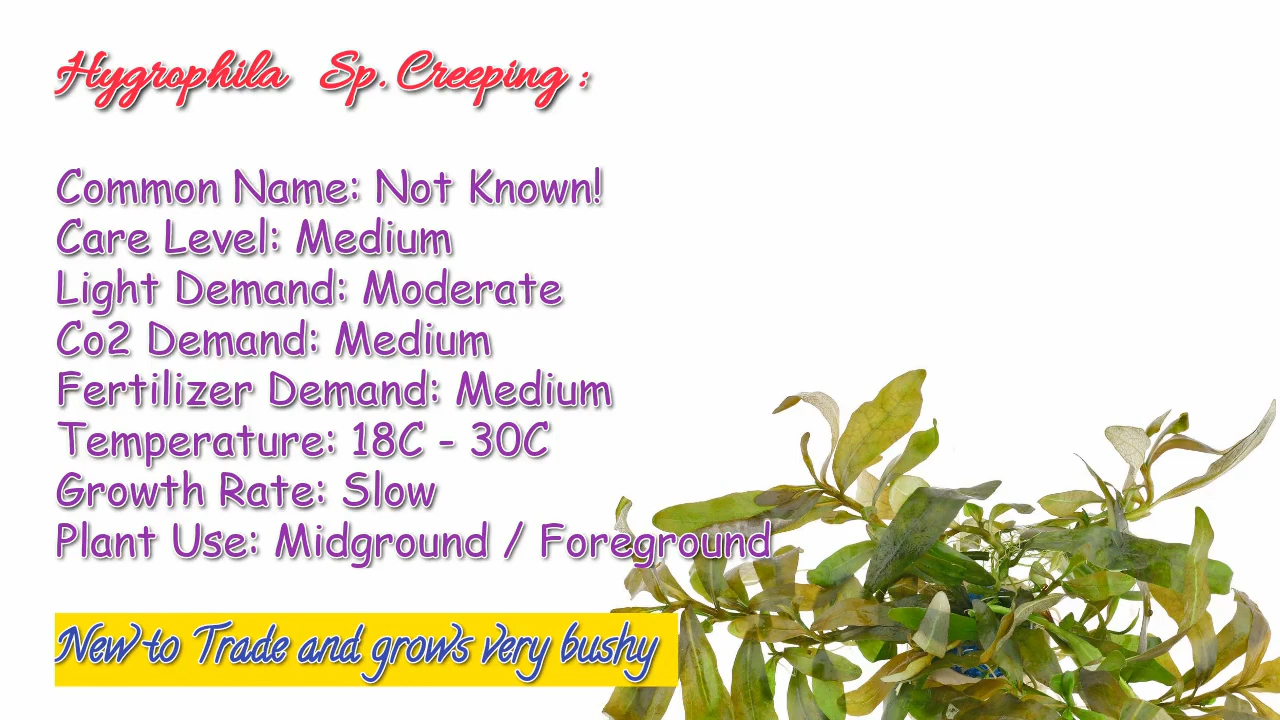 Hygrophila Sp. Creeping :
Common Name: Not Known!
Care Level: Medium
Light Demand: Moderate
Co2 Demand: Medium
Fertilizer Demand: Medium
Temperature: 18C - 30C
Growth Rate: Slow
Plant Use: Midground / Foreground
New to Trade and grows very bushy